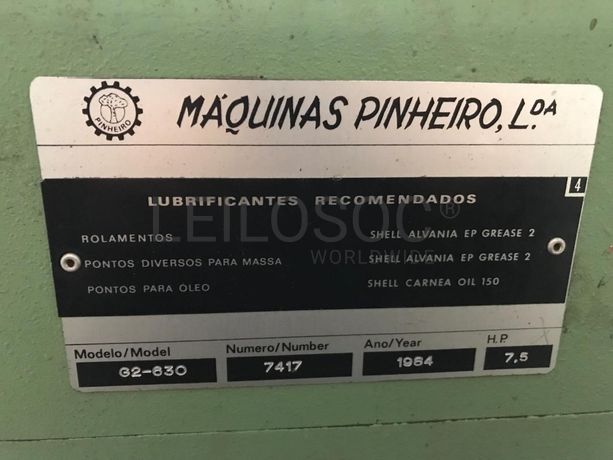 PINHEIRO
MÁQUINAS PINHEIRO, L.DA
4
LUBRIFICANTES RECOMENDADOS
LEILOSOC®
WORLDWIDE
ROLAMENTOS SHELL ALVANIA EP GREASE 2
PONTOS DIVERSOS PARA MASSA SHELL ALVANIA EP GREASE 2
PONTOS PARA OLEO SHELL CARNEA OIL 150
Modelo/Model Numero/Number Ano/Year H.P.
G2-630 7417 1984 7,5